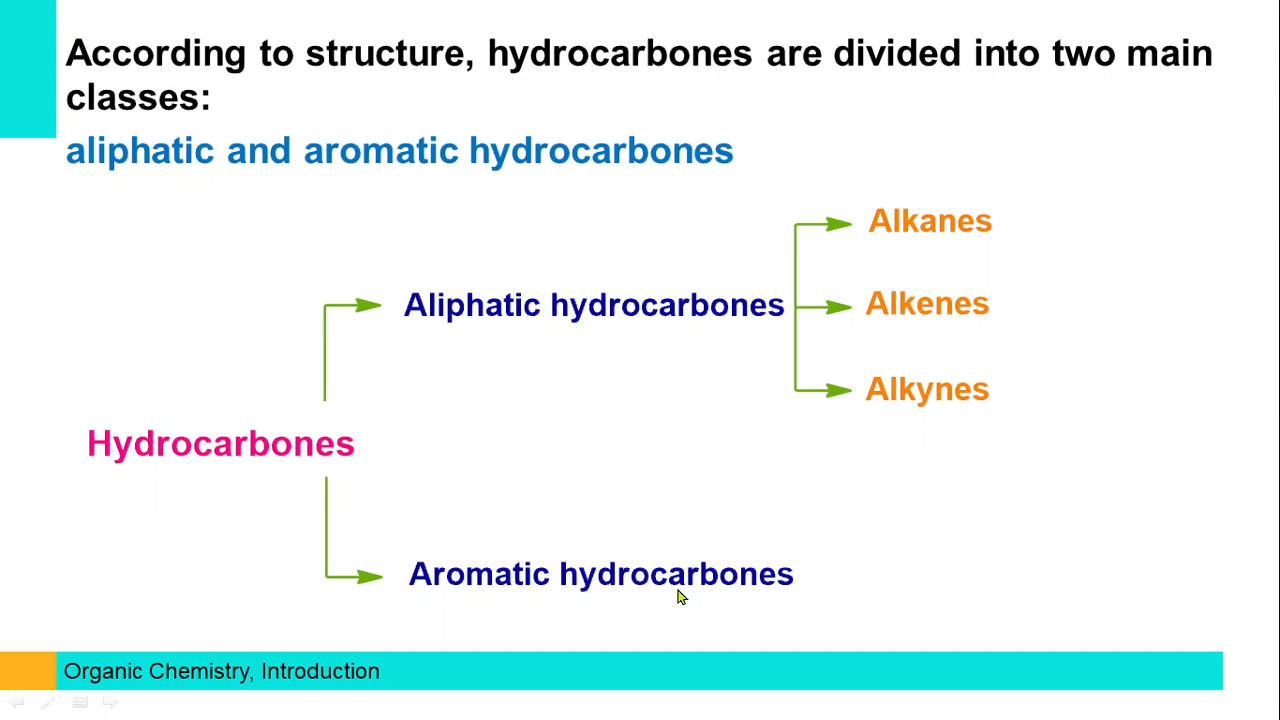 According to structure, hydrocarbones are divided into two main
classes:
aliphatic and aromatic hydrocarbones
Alkanes
Aliphatic hydrocarbones
Alkenes
Alkynes
Hydrocarbones
Aromatic hydrocarbones
Organic Chemistry, Introduction